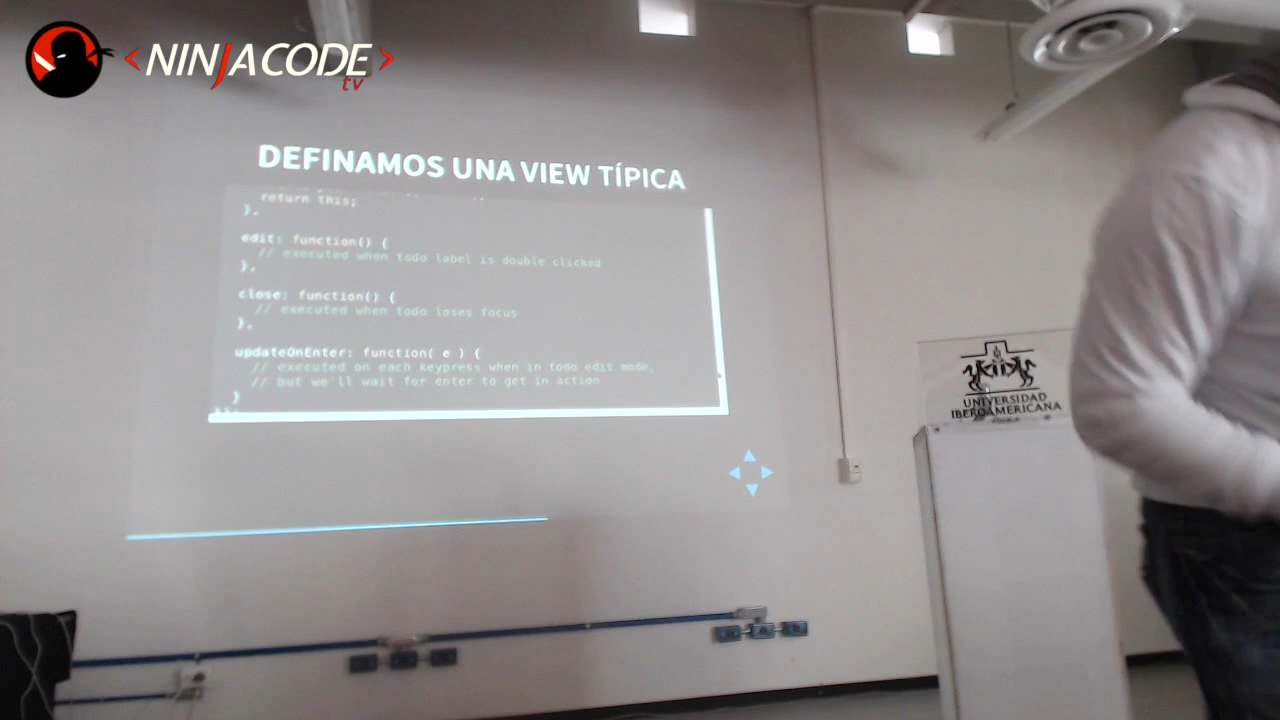 <NINJACODE>
tv
DEFINAMOS UNA VIEW TÍPICA
return this;
},
edit: function() {
// executed when todo label is double clicked
},
close: function() {
// executed when todo loses focus
},
updateOnEnter: function( e ) {
// executed on each keypress when in todo edit mode,
// but we'll wait for enter to get in action
}
UNIVERSIDAD
IBEROAMERICANA